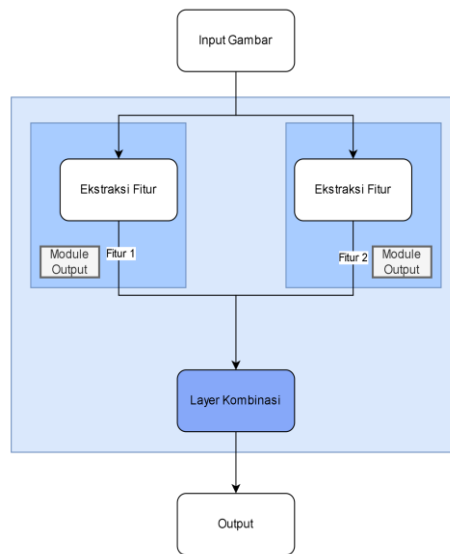 Input Gambar
Ekstraksi Fitur
Ekstraksi Fitur
Module
Output
Fitur 1
Fitur 2
Module
Output
Layer Kombinasi
Output